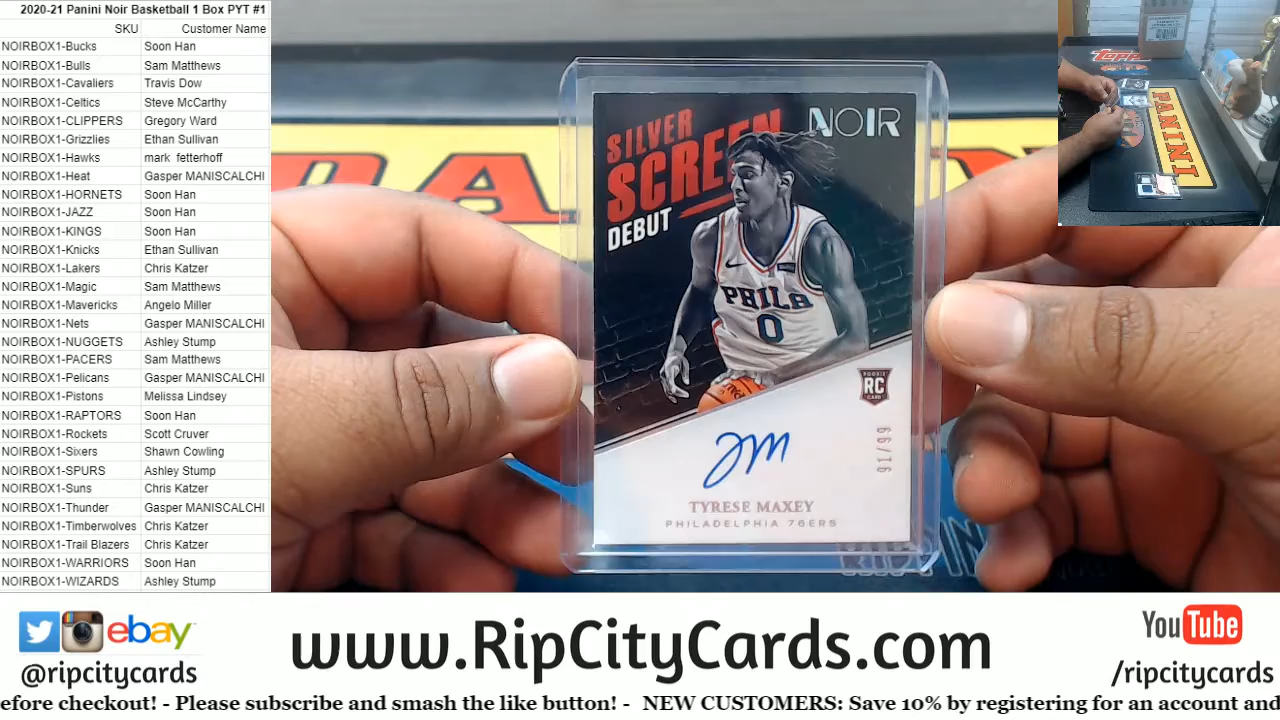 2020-21 Panini Noir Basketball 1 Box PYT #1
SKU Customer Name
NOIRBOX1-Bucks Soon Han
NOIRBOX1-Bulls Sam Matthews
NOIRBOX1-Cavaliers Travis Dow
NOIRBOX1-Celtics Steve McCarthy
NOIRBOX1-CLIPPERS Gregory Ward
NOIRBOX1-Grizzlies Ethan Sullivan
NOIRBOX1-Hawks mark fetterhoff
NOIRBOX1-Heat Gasper MANISCALCHI
NOIRBOX1-HORNETS Soon Han
NOIRBOX1-JAZZ Soon Han
NOIRBOX1-KINGS Soon Han
NOIRBOX1-Knicks Ethan Sullivan
NOIRBOX1-Lakers Chris Katzer
NOIRBOX1-Magic Sam Matthews
NOIRBOX1-Mavericks Angelo Miller
NOIRBOX1-Nets Gasper MANISCALCHI
NOIRBOX1-NUGGETS Ashley Stump
NOIRBOX1-PACERS Sam Matthews
NOIRBOX1-Pelicans Gasper MANISCALCHI
NOIRBOX1-Pistons Melissa Lindsey
NOIRBOX1-RAPTORS Soon Han
NOIRBOX1-Rockets Scott Cruver
NOIRBOX1-Sixers Shawn Cowling
NOIRBOX1-SPURS Ashley Stump
NOIRBOX1-Suns Chris Katzer
NOIRBOX1-Thunder Gasper MANISCALCHI
NOIRBOX1-Timberwolves Chris Katzer
NOIRBOX1-Trail Blazers Chris Katzer
NOIRBOX1-WARRIORS Soon Han
NOIRBOX1-WIZARDS Ashley Stump
SILVER
SCREEN
DEBUT
NOIR
PHILA
0
ROOKIE
RC
CARD
91/99
TM
TYRESE MAXEY
PHILADELPHIA 76ERS
Topps
PANINI
ebay
@ripcitycards
www.RipCityCards.com
YouTube
/ripcitycards
efore checkout! - Please subscribe and smash the like button! - NEW CUSTOMERS: Save 10% by registering for an account and